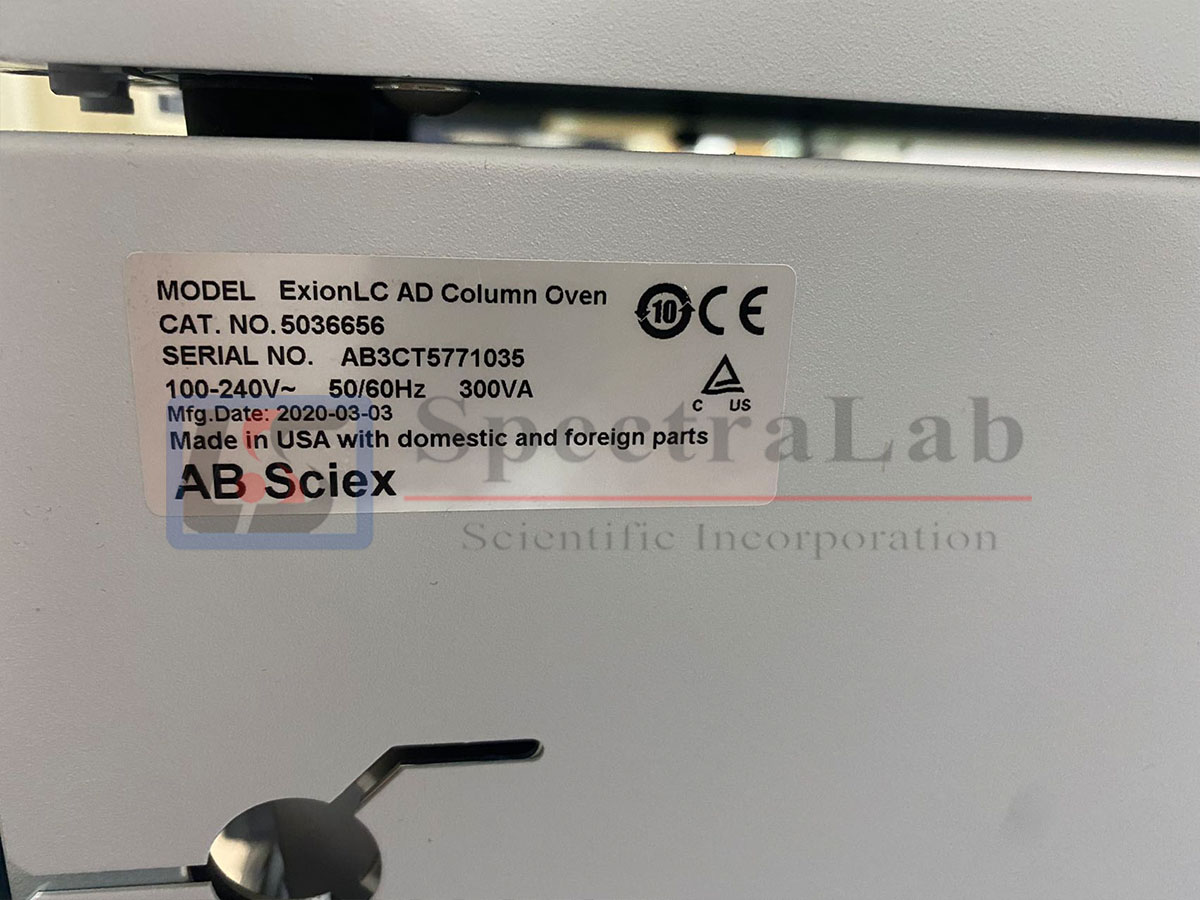 MODEL ExionLC AD Column Oven
CAT. NO. 5036656
SERIAL NO. AB3CT5771035
100-240V~ 50/60Hz 300VA
Mfg.Date: 2020-03-03
Made in USA with domestic and foreign parts
AB Sciex
10 CE
C US
SpectraLab
Scientific Incorporation